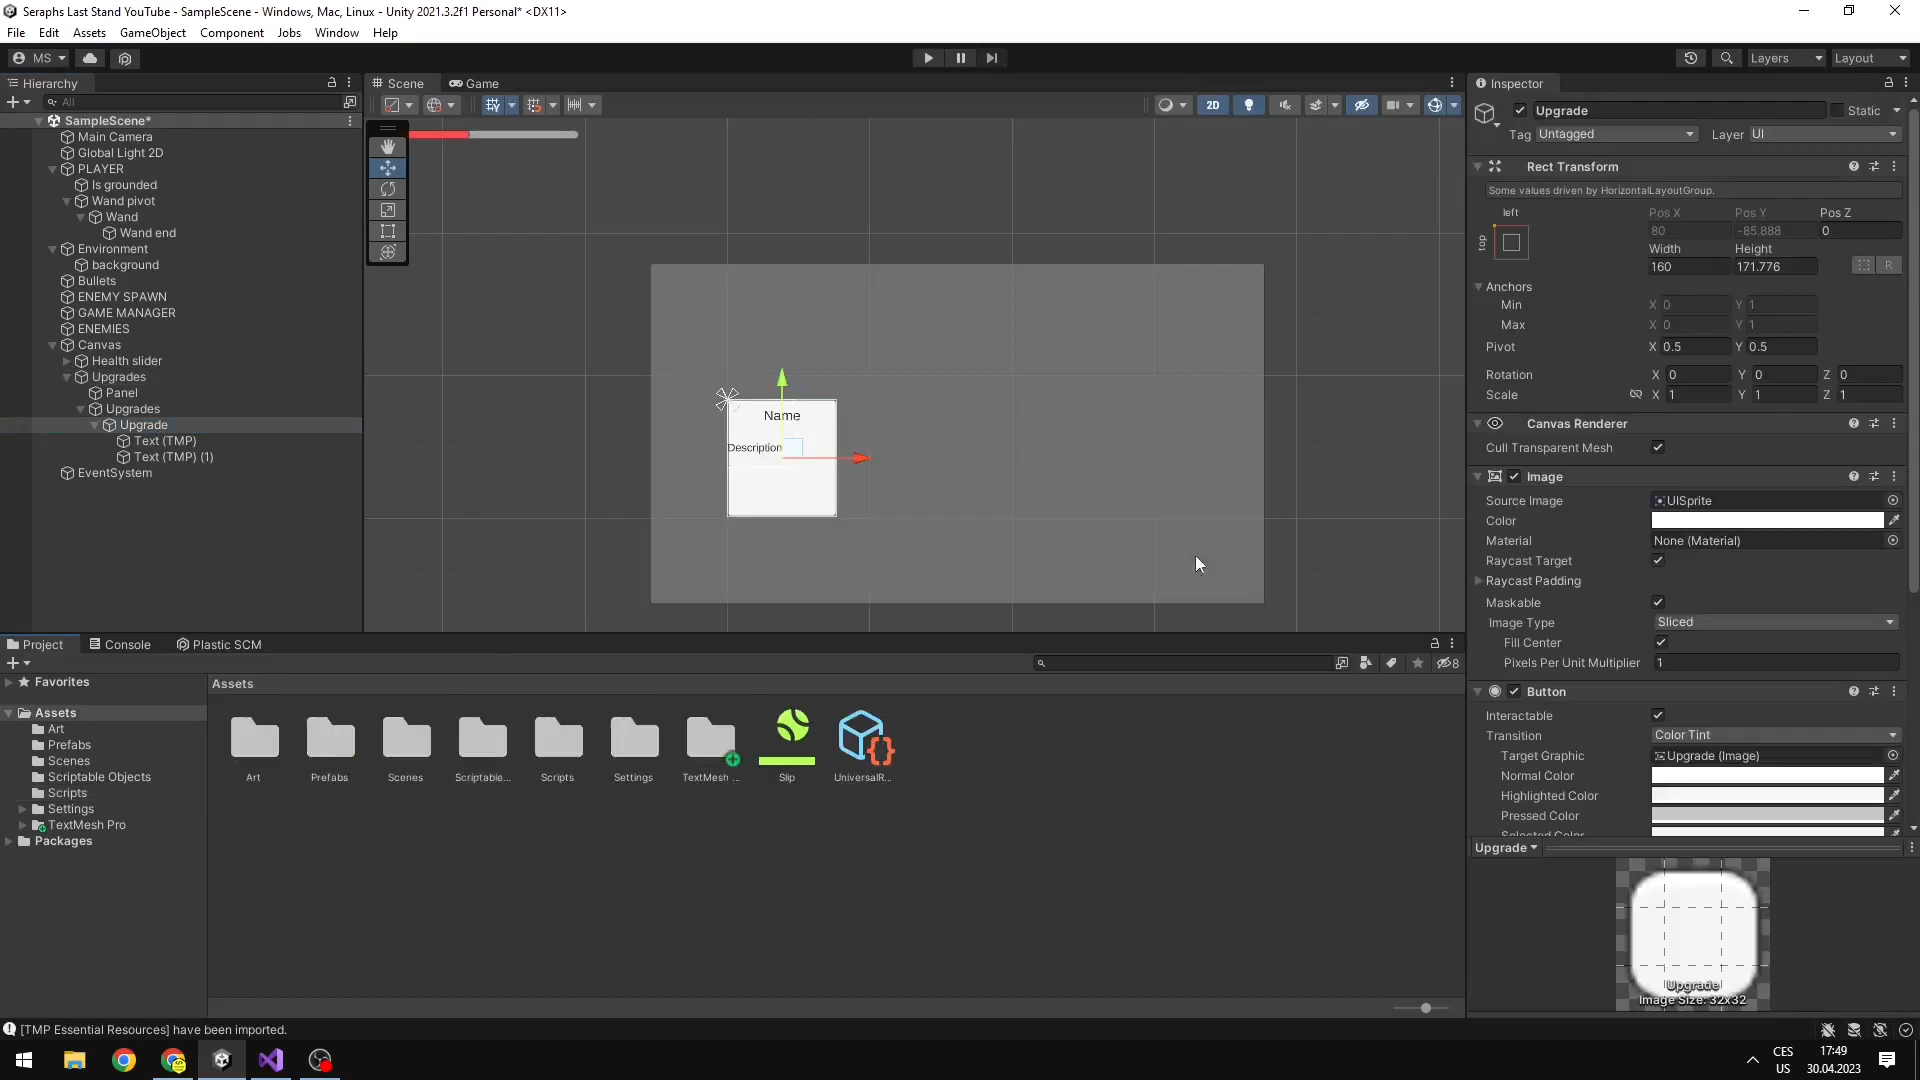 Seraphs Last Stand YouTube - SampleScene - Windows, Mac, Linux - Unity 2021.3.2f1 Personal* <DX11>
File Edit Assets GameObject Component Jobs Window Help
MS Layers Layout
Hierarchy Scene Game Inspector
All
2D
SampleScene*
Main Camera
Global Light 2D
PLAYER
Is grounded
Wand pivot
Wand
Wand end
Environment
background
Bullets
ENEMY SPAWN
GAME MANAGER
ENEMIES
Canvas
Health slider
Upgrades
Panel
Upgrades
Upgrade
Text (TMP)
Text (TMP) (1)
EventSystem
Name
Description
Upgrade Static
Tag Untagged Layer UI
Rect Transform
Some values driven by HorizontalLayoutGroup.
left Pos X Pos Y Pos Z
top 80 -85.888 0
Width Height
160 171.776 R
Anchors
Min X 0 Y 1
Max X 0 Y 1
Pivot X 0.5 Y 0.5
Rotation X 0 Y 0 Z 0
Scale X 1 Y 1 Z 1
Canvas Renderer
Cull Transparent Mesh
Image
Source Image UISprite
Color
Material None (Material)
Raycast Target
Raycast Padding
Maskable
Image Type Sliced
Fill Center
Pixels Per Unit Multiplier 1
Button
Interactable
Transition Color Tint
Target Graphic Upgrade (Image)
Normal Color
Highlighted Color
Pressed Color
Selected Color
Upgrade
Upgrade
Image Size: 32x32
Project Console Plastic SCM
8
Favorites
Assets
Art
Prefabs
Scenes
Scriptable Objects
Scripts
Settings
TextMesh Pro
Packages
Assets
Art Prefabs Scenes Scriptable... Scripts Settings TextMesh ... Slip UniversalR...
[TMP Essential Resources] have been imported.
CES
US
17:49
30.04.2023